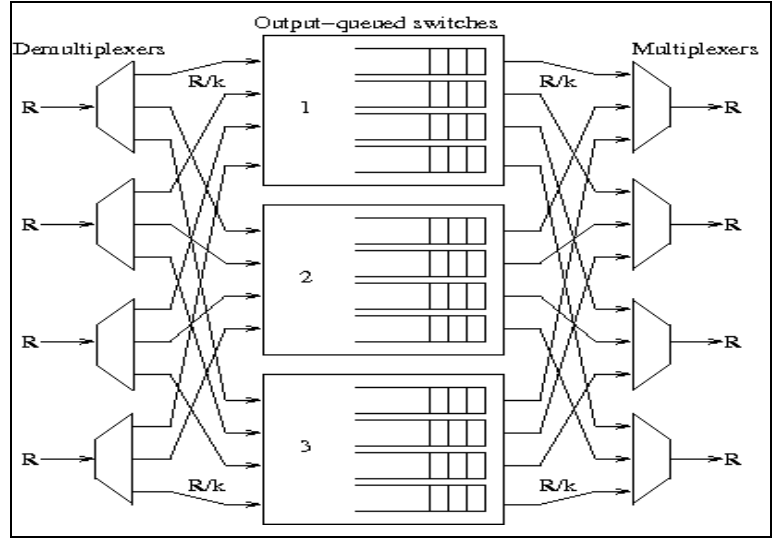 Output-queued switches
Demultiplexers
Multiplexers
R/k
R/k
R
1
R
R
R
2
R
R
R
3
R/k
R/k
R
R